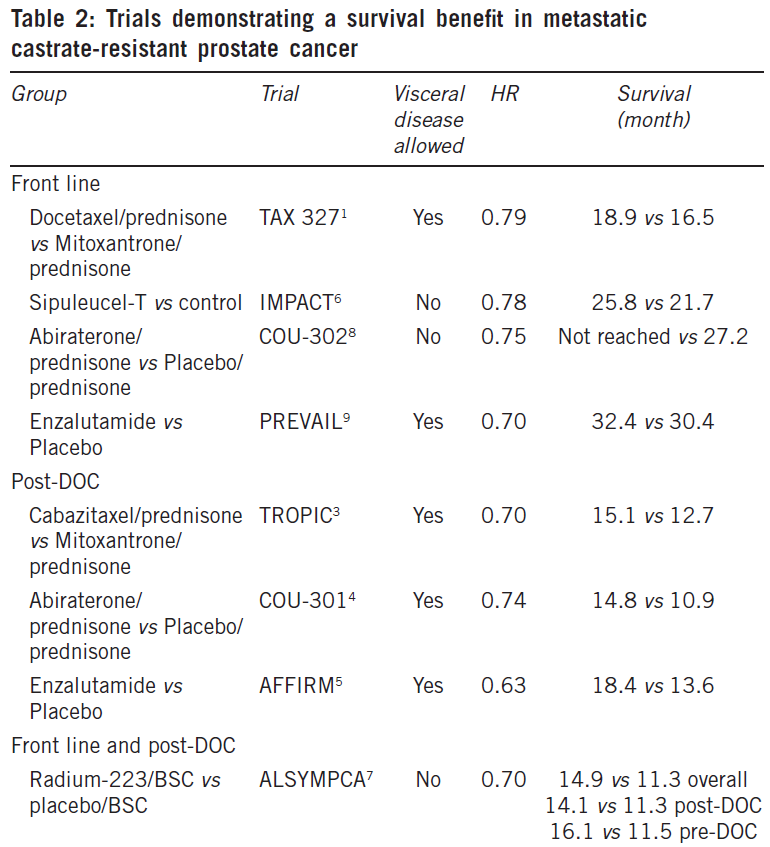 Table 2: Trials demonstrating a survival benefit in metastatic
castrate-resistant prostate cancer
Group Trial Visceral disease allowed HR Survival (month)
Front line
Docetaxel/prednisone TAX 327¹ Yes 0.79 18.9 vs 16.5
vs Mitoxantrone/
prednisone
Sipuleucel-T vs control IMPACT⁶ No 0.78 25.8 vs 21.7
Abiraterone/ COU-302⁸ No 0.75 Not reached vs 27.2
prednisone vs Placebo/
prednisone
Enzalutamide vs PREVAIL⁹ Yes 0.70 32.4 vs 30.4
Placebo
Post-DOC
Cabazitaxel/prednisone TROPIC³ Yes 0.70 15.1 vs 12.7
vs Mitoxantrone/
prednisone
Abiraterone/ COU-301⁴ Yes 0.74 14.8 vs 10.9
prednisone vs Placebo/
prednisone
Enzalutamide vs AFFIRM⁵ Yes 0.63 18.4 vs 13.6
Placebo
Front line and post-DOC
Radium-223/BSC vs ALSYMPCA⁷ No 0.70 14.9 vs 11.3 overall
placebo/BSC 14.1 vs 11.3 post-DOC
16.1 vs 11.5 pre-DOC